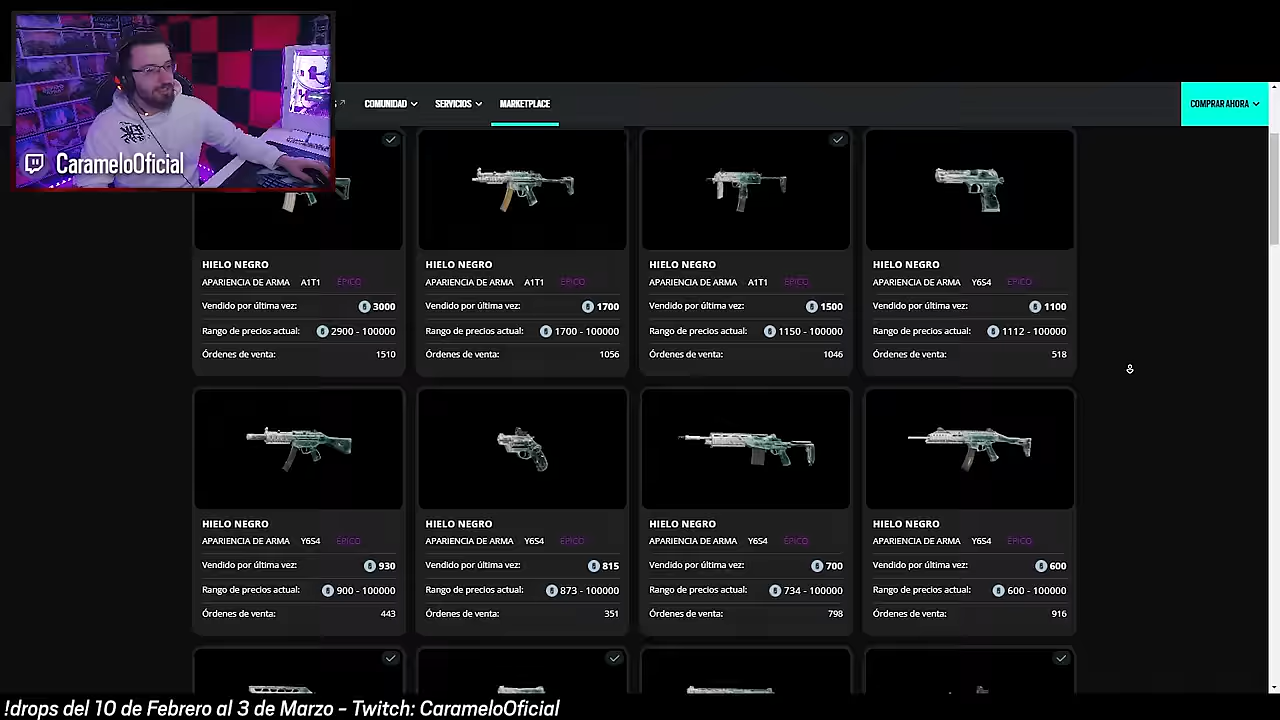 COMUNIDAD
SERVICIOS
MARKETPLACE
COMPRAR AHORA
CarameloOficial
HIELO NEGRO
APARIENCIA DE ARMA A1T1 ÉPICO
Vendido por última vez: 3000
Rango de precios actual: 2900 - 100000
Órdenes de venta: 1510
HIELO NEGRO
APARIENCIA DE ARMA A1T1 ÉPICO
Vendido por última vez: 1700
Rango de precios actual: 1700 - 100000
Órdenes de venta: 1056
HIELO NEGRO
APARIENCIA DE ARMA A1T1 ÉPICO
Vendido por última vez: 1500
Rango de precios actual: 1150 - 100000
Órdenes de venta: 1046
HIELO NEGRO
APARIENCIA DE ARMA Y6S4 ÉPICO
Vendido por última vez: 1100
Rango de precios actual: 1112 - 100000
Órdenes de venta: 518
HIELO NEGRO
APARIENCIA DE ARMA Y6S4 ÉPICO
Vendido por última vez: 930
Rango de precios actual: 900 - 100000
Órdenes de venta: 443
HIELO NEGRO
APARIENCIA DE ARMA Y6S4 ÉPICO
Vendido por última vez: 815
Rango de precios actual: 873 - 100000
Órdenes de venta: 351
HIELO NEGRO
APARIENCIA DE ARMA Y6S4 ÉPICO
Vendido por última vez: 700
Rango de precios actual: 734 - 100000
Órdenes de venta: 798
HIELO NEGRO
APARIENCIA DE ARMA Y6S4 ÉPICO
Vendido por última vez: 600
Rango de precios actual: 600 - 100000
Órdenes de venta: 916
!drops del 10 de Febrero al 3 de Marzo - Twitch: CarameloOficial